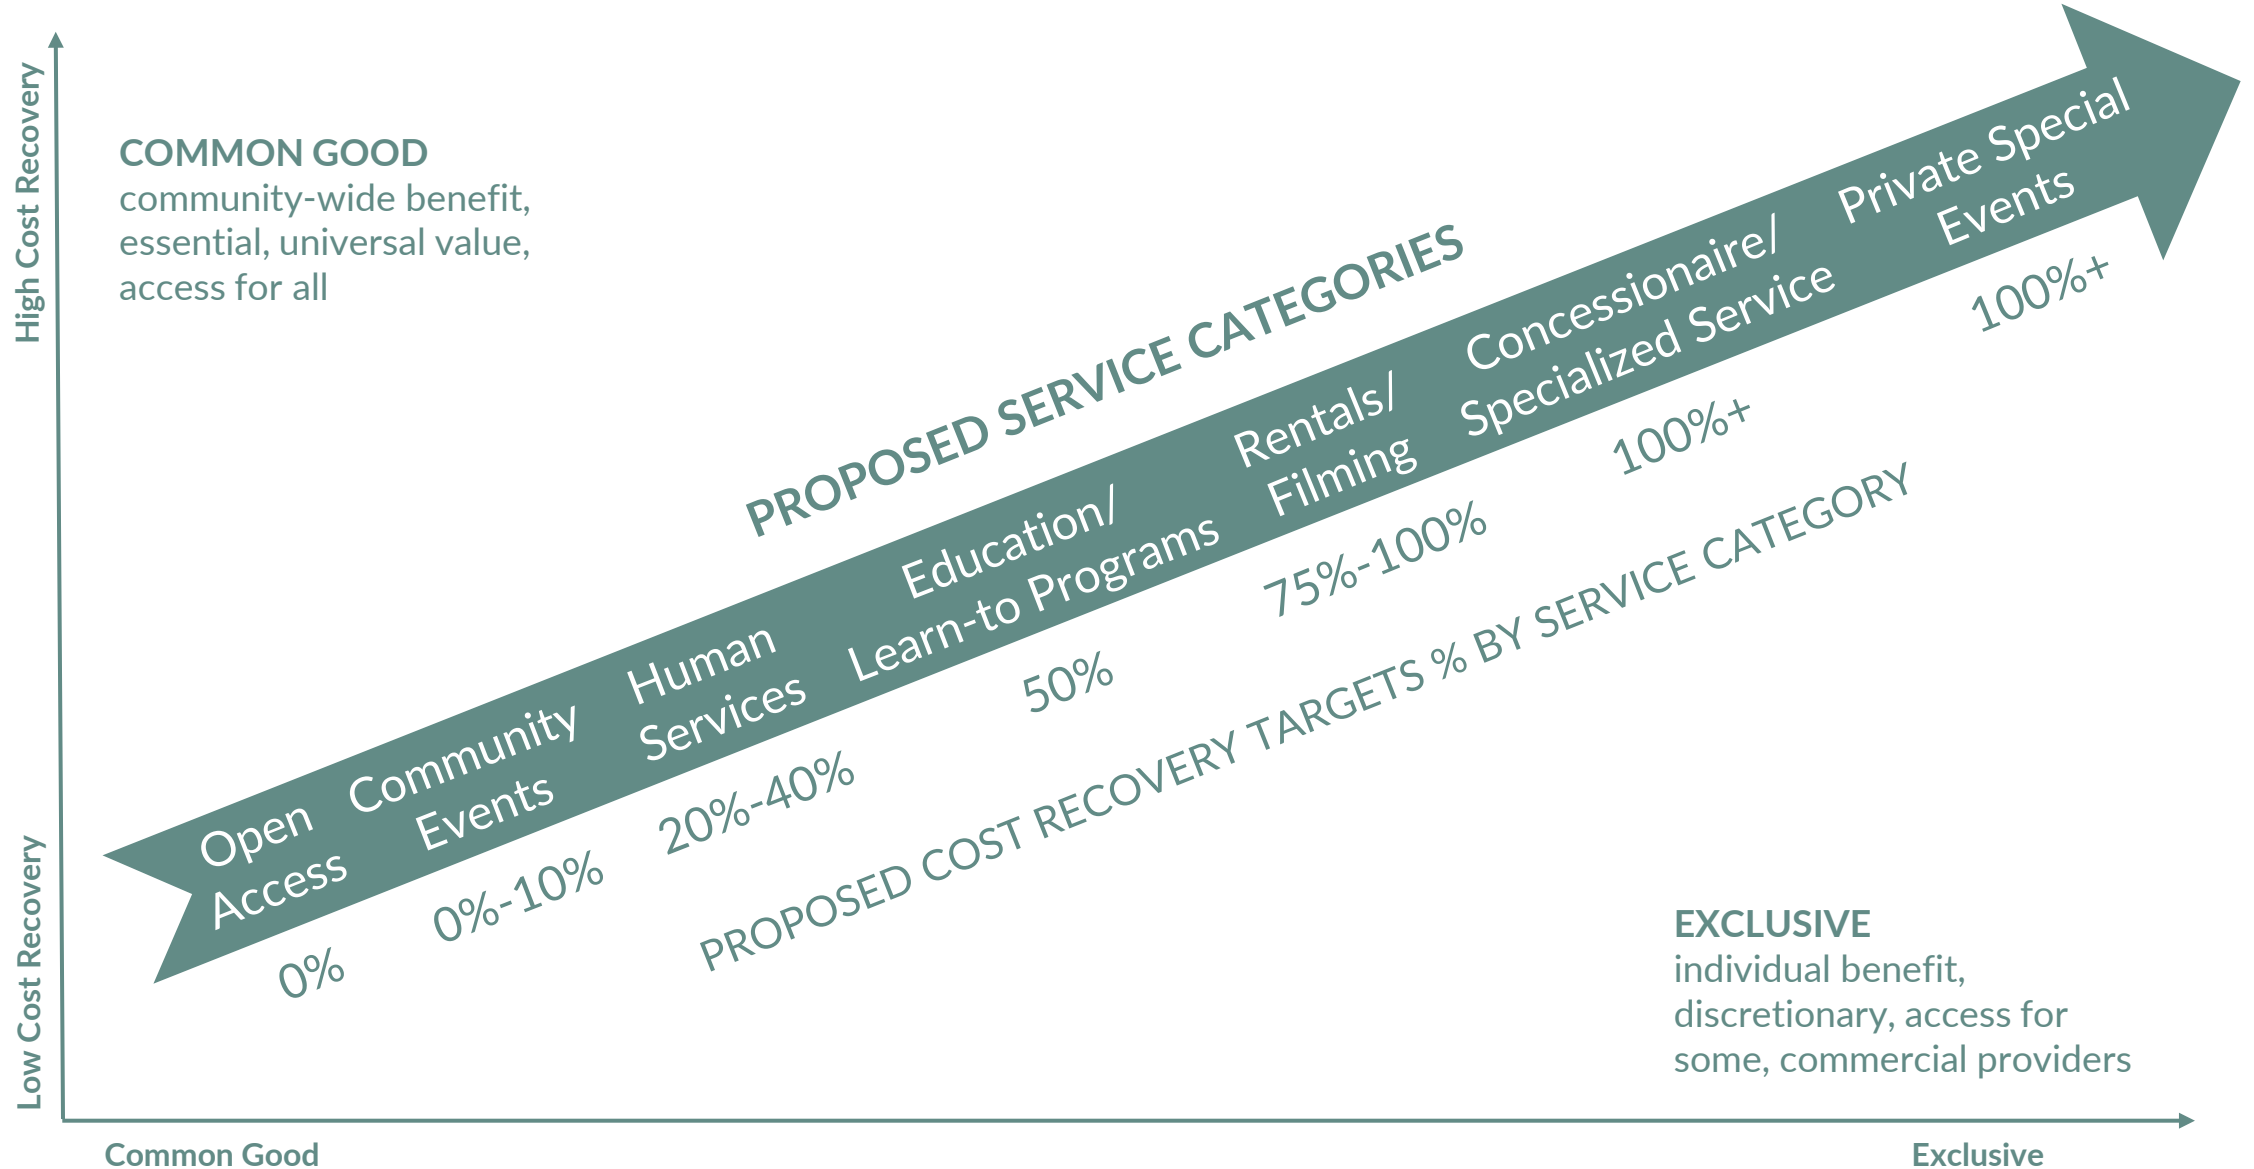 High Cost Recovery
Low Cost Recovery
COMMON GOOD
community-wide benefit,
essential, universal value,
access for all
PROPOSED SERVICE CATEGORIES
Open
Access
Community
Events
Human
Services
Education/
Learn-to Programs
Rentals/
Filming
Concessionaire/
Specialized Service
Private Special
Events
0%
0%-10%
20%-40%
50%
75%-100%
100%+
100%+
PROPOSED COST RECOVERY TARGETS % BY SERVICE CATEGORY
EXCLUSIVE
individual benefit,
discretionary, access for
some, commercial providers
Common Good
Exclusive